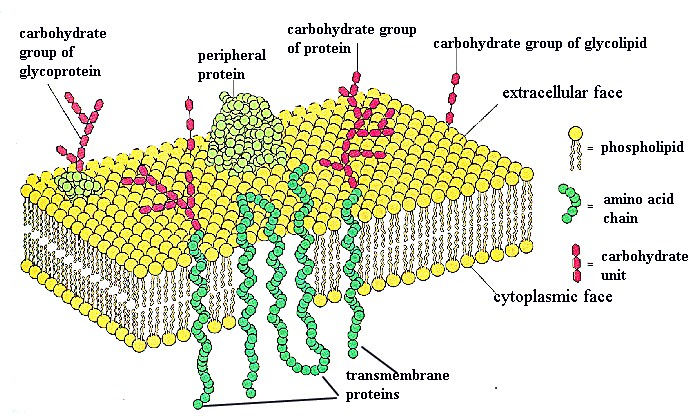 carbohydrate
group of
glycoprotein
peripheral
protein
carbohydrate group
of protein
carbohydrate group of glycolipid
extracellular face
= phospholipid
= amino acid
chain
= carbohydrate
unit
cytoplasmic face
transmembrane
proteins